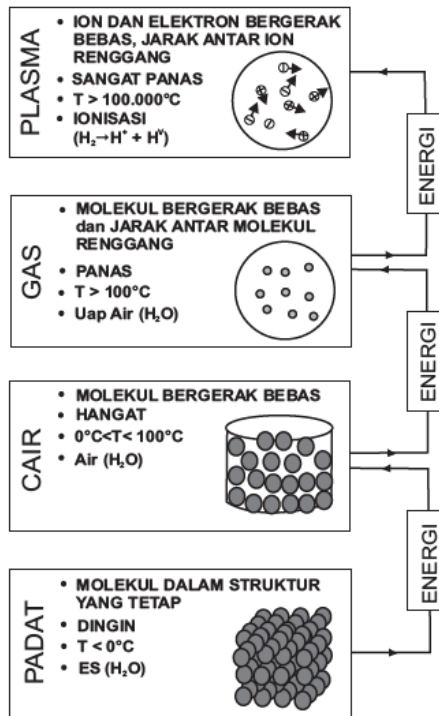 PLASMA
• ION DAN ELEKTRON BERGERAK
BEBAS, JARAK ANTAR ION
RENGGANG
• SANGAT PANAS
• T > 100.000°C
• IONISASI
(H₂→H⁺ + Hᵛ)
ENERGI
GAS
• MOLEKUL BERGERAK BEBAS
dan JARAK ANTAR MOLEKUL
RENGGANG
• PANAS
• T > 100°C
• Uap Air (H₂O)
ENERGI
CAIR
• MOLEKUL BERGERAK BEBAS
• HANGAT
• 0°C<T< 100°C
• Air (H₂O)
ENERGI
PADAT
• MOLEKUL DALAM STRUKTUR
YANG TETAP
• DINGIN
• T < 0°C
• ES (H₂O)